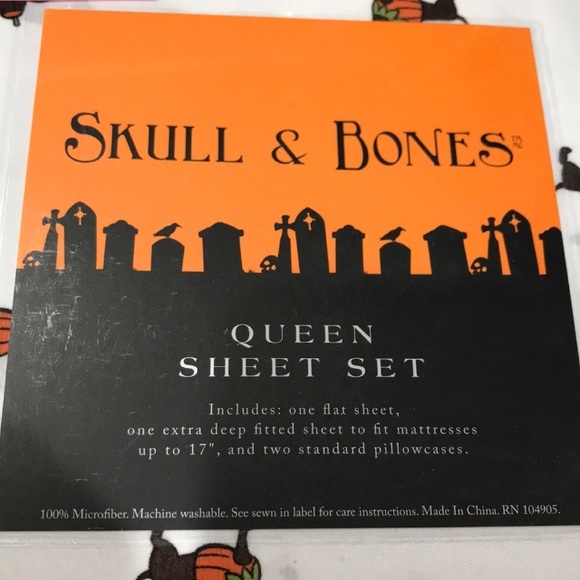 SKULL & BONES
QUEEN
SHEET SET
Includes: one flat sheet,
one extra deep fitted sheet to fit mattresses
up to 17", and two standard pillowcases.
100% Microfiber. Machine washable. See sewn in label for care instructions. Made In China. RN 104905.